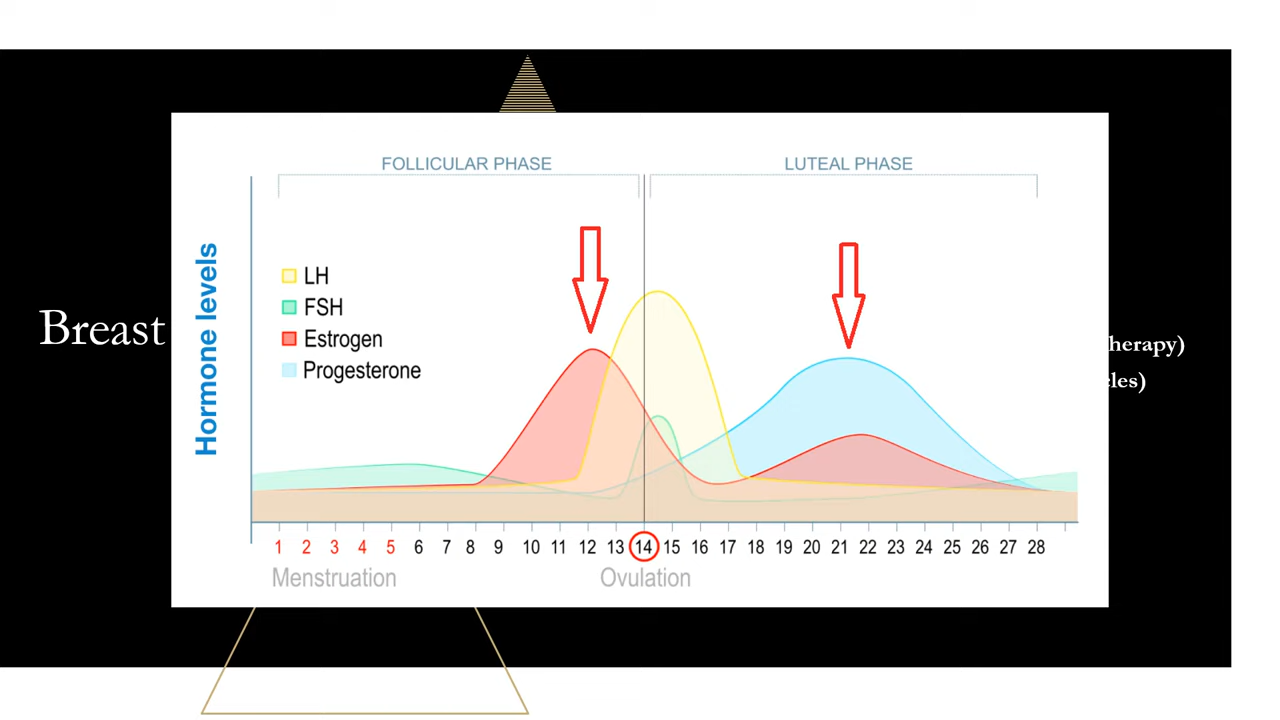 FOLLICULAR PHASE
LUTEAL PHASE
Hormone levels
LH
FSH
Estrogen
Progesterone
Breast
1 2 3 4 5 6 7 8 9 10 11 12 13 14 15 16 17 18 19 20 21 22 23 24 25 26 27 28
Menstruation
Ovulation